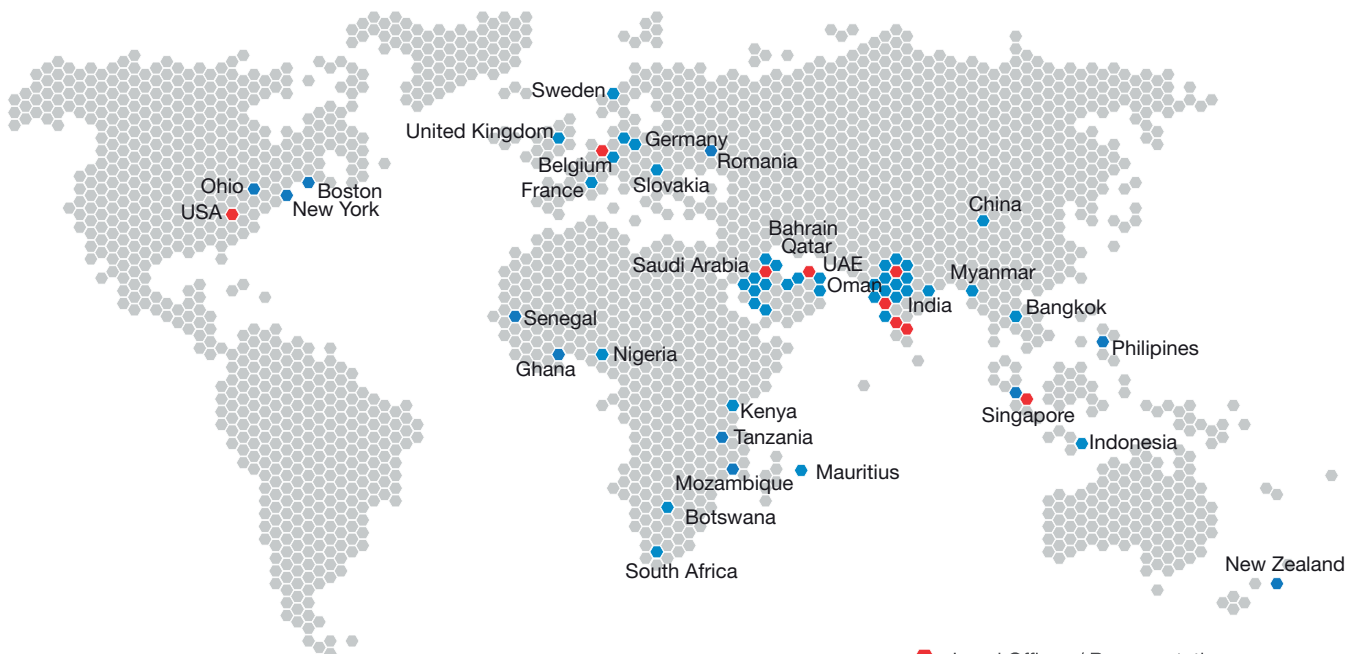 Sweden
United Kingdom
Germany
Belgium
Romania
France
Slovakia
Ohio
Boston
New York
USA
China
Bahrain
Qatar
Saudi Arabia
UAE
Oman
Myanmar
India
Bangkok
Senegal
Nigeria
Ghana
Philipines
Kenya
Singapore
Tanzania
Indonesia
Mozambique
Mauritius
Botswana
South Africa
New Zealand